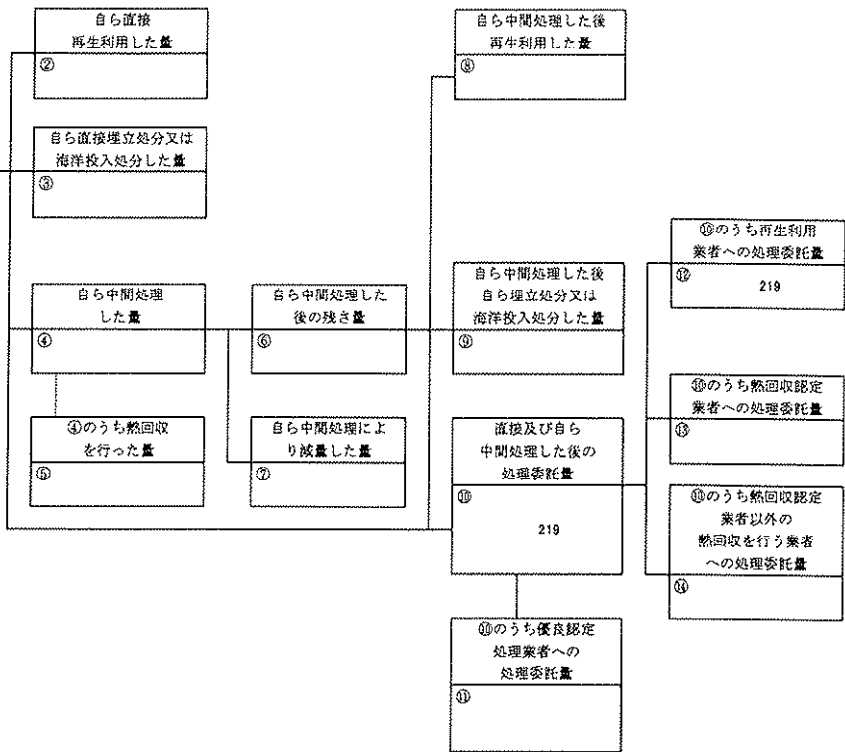 自ら直接
再生利用した量
②
自ら中間処理した後
再生利用した量
⑧
自ら直接埋立処分又は
海洋投入処分した量
③
⑩のうち再生利用
業者への処理委託量
⑫
219
自ら中間処理
した量
④
自ら中間処理した
後の残さ量
⑥
自ら中間処理した後
自ら埋立処分又は
海洋投入処分した量
⑨
⑩のうち熱回収認定
業者への処理委託量
⑬
④のうち熱回収
を行った量
⑤
自ら中間処理によ
り減量した量
⑦
直接及び自ら
中間処理した後の
処理委託量
⑩
219
⑩のうち熱回収認定
業者以外の
熱回収を行う業者
への処理委託量
⑭
⑩のうち優良認定
処理業者への
処理委託量
⑪